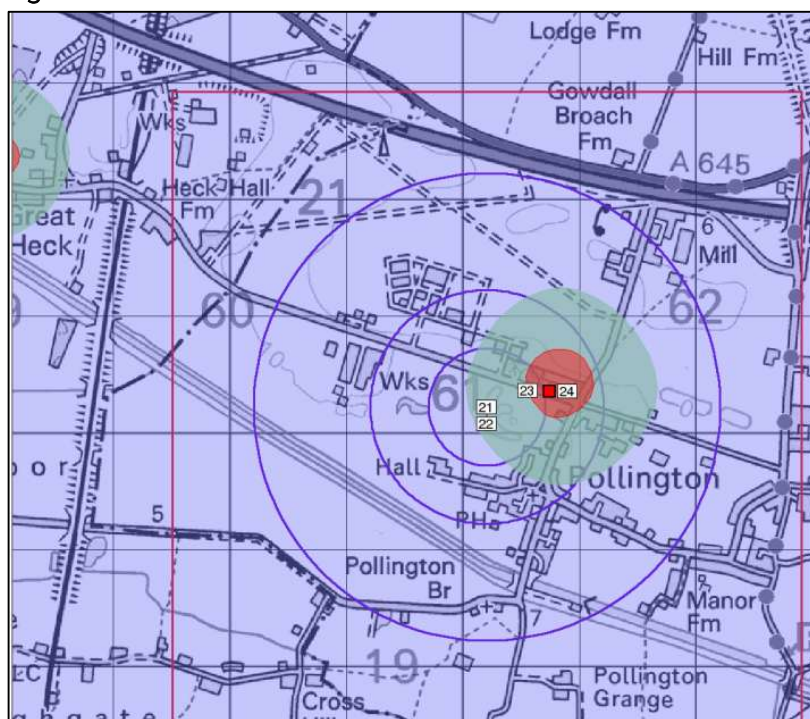 Lodge Fm
Hill Fm
Gowdall
Broach
Fm
Wks
A 645
Heck Hall
Fm
21
Great
Heck
6
Mill
60
62
Wks
61
23
24
21
22
Hall
Pollington
PH
5
Pollington
Br
7
Manor
Fm
19
LC
Cross
Pollington
Grange